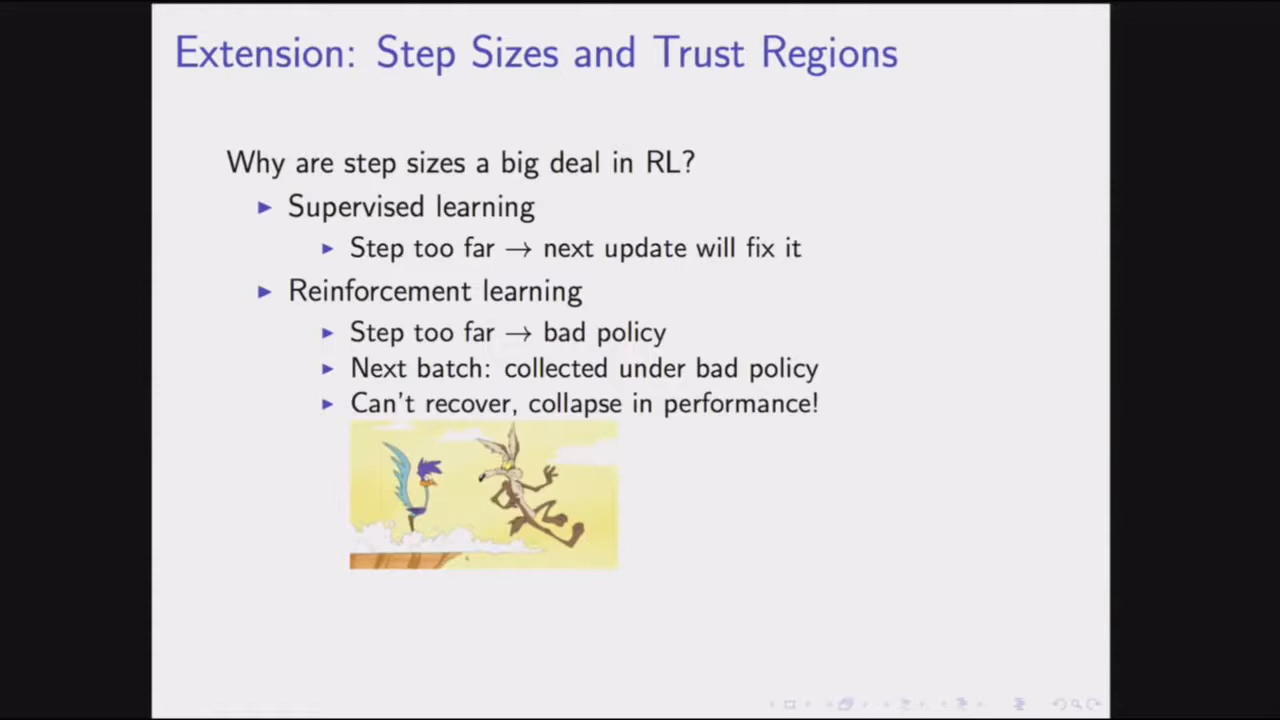 Extension: Step Sizes and Trust Regions
Why are step sizes a big deal in RL?
▶ Supervised learning
▶ Step too far → next update will fix it
▶ Reinforcement learning
▶ Step too far → bad policy
▶ Next batch: collected under bad policy
▶ Can't recover, collapse in performance!